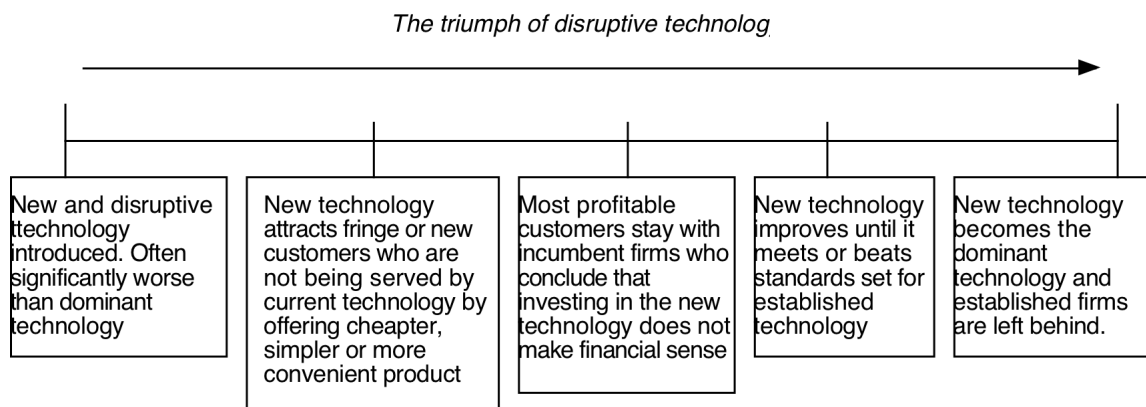 The triumph of disruptive technolog
New and disruptive
ttechnology
introduced. Often
significantly worse
than dominant
technology
New technology
attracts fringe or new
customers who are
not being served by
current technology by
offering cheapter,
simpler or more
convenient product
Most profitable
customers stay with
incumbent firms who
conclude that
investing in the new
technology does not
make financial sense
New technology
improves until it
meets or beats
standards set for
established
technology
New technology
becomes the
dominant
technology and
established firms
are left behind.